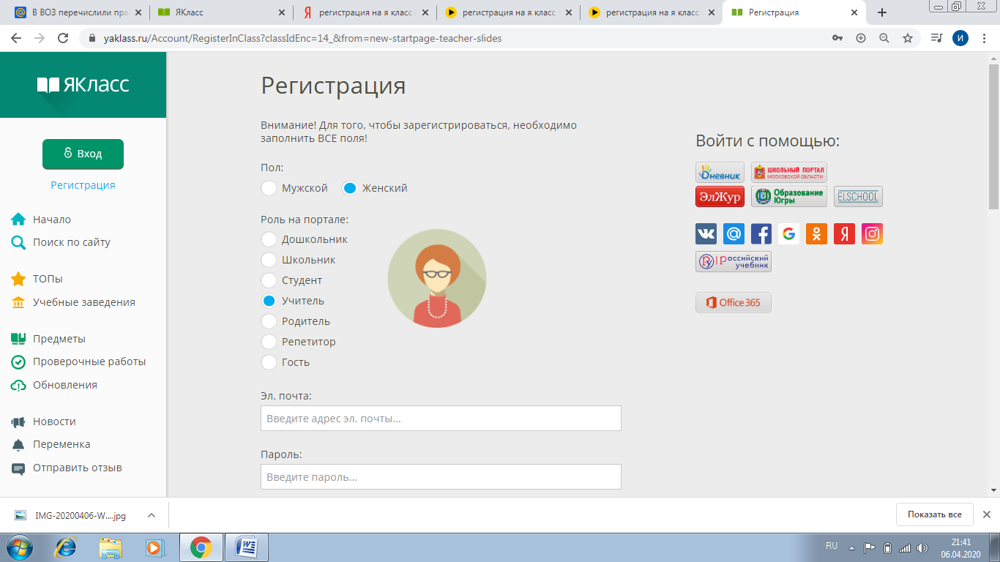 В ВОЗ перечислили пра
ЯКласс
регистрация на я класс
регистрация на я класс
регистрация на я класс
Регистрация
yaklass.ru/Account/RegisterInClass?classIdEnc=14_&from=new-startpage-teacher-slides
И
ЯКласс
Вход
Регистрация
Начало
Поиск по сайту
ТОПы
Учебные заведения
Предметы
Проверочные работы
Обновления
Новости
Переменка
Отправить отзыв
Регистрация
Внимание! Для того, чтобы зарегистрироваться, необходимо
заполнить ВСЕ поля!
Пол:
Мужской Женский
Роль на портале:
Дошкольник
Школьник
Студент
Учитель
Родитель
Репетитор
Гость
Эл. почта:
Введите адрес эл. почты...
Пароль:
Введите пароль...
Войти с помощью:
Дневник
ШКОЛЬНЫЙ ПОРТАЛ
МОСКОВСКОЙ ОБЛАСТИ
ЭлЖур
Образование
Югры
ELSCHOOL
Российский
учебник
Office 365
IMG-20200406-W....jpg
Показать все
RU
21:41
06.04.2020